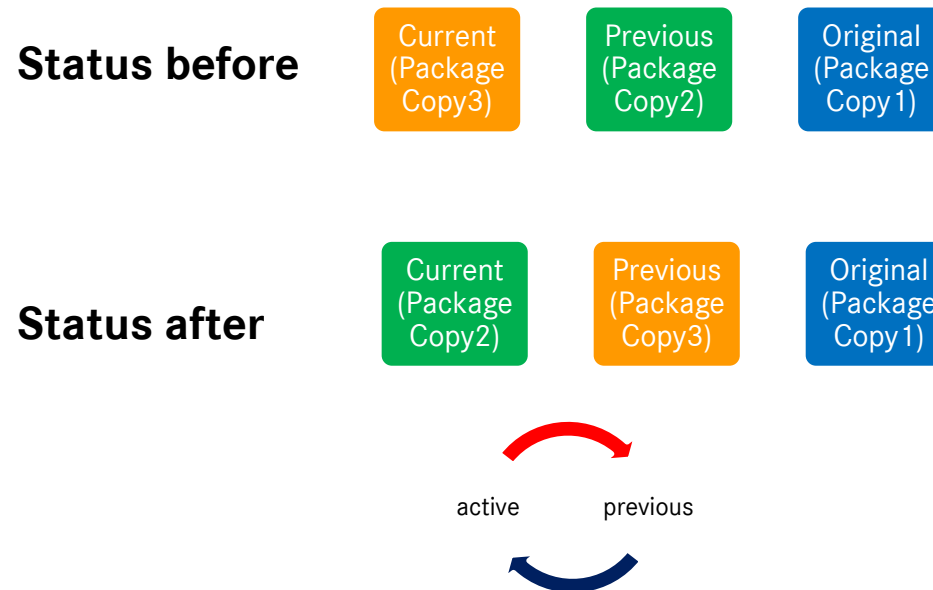 Status before
Current
(Package
Copy3)
Previous
(Package
Copy2)
Original
(Package
Copy1)
Status after
Current
(Package
Copy2)
Previous
(Package
Copy3)
Original
(Package
Copy1)
active
previous